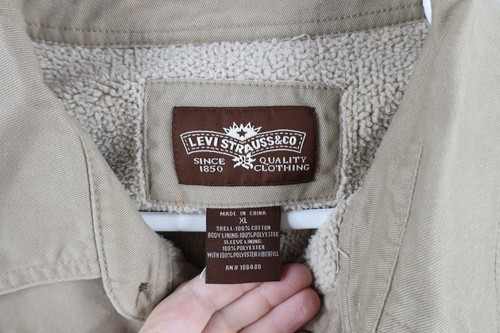 LEVI STRAUSS&CO
SINCE QUALITY
1850 CLOTHING
MADE IN CHINA
XL
SHELL:100% COTTON
BODY LINING:100%POLYESTER
SLEEVE LINING:
100%POLYESTER
WITH 100%POLYESTER FIBERFILL
RN# 108480